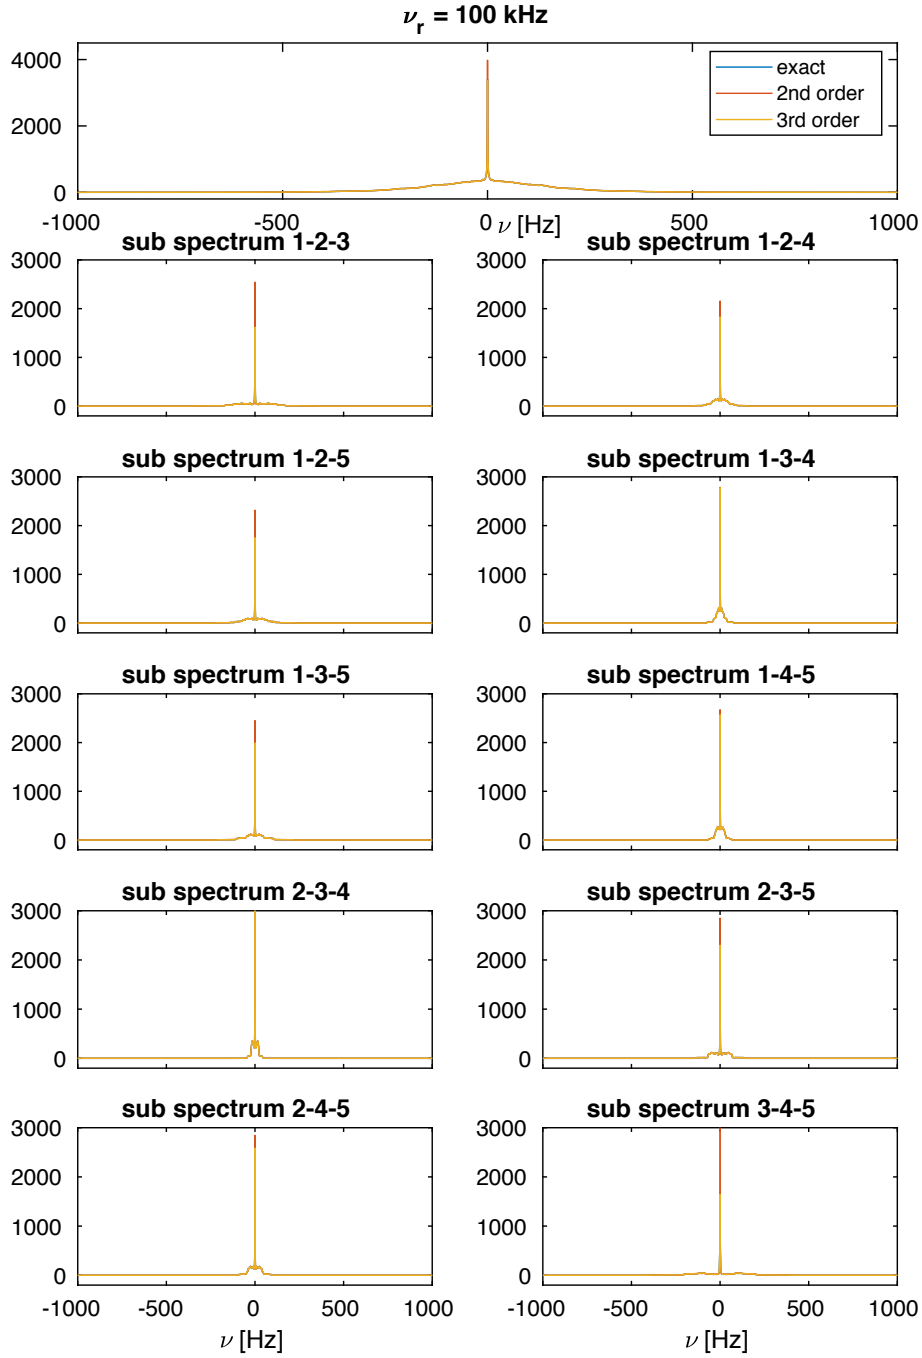 ν_r = 100 kHz
4000
2000
0
exact
2nd order
3rd order
-1000 -500 0 500 1000
ν [Hz]
sub spectrum 1-2-3 sub spectrum 1-2-4
3000 3000
2000 2000
1000 1000
0 0
sub spectrum 1-2-5 sub spectrum 1-3-4
3000 3000
2000 2000
1000 1000
0 0
sub spectrum 1-3-5 sub spectrum 1-4-5
3000 3000
2000 2000
1000 1000
0 0
sub spectrum 2-3-4 sub spectrum 2-3-5
3000 3000
2000 2000
1000 1000
0 0
sub spectrum 2-4-5 sub spectrum 3-4-5
3000 3000
2000 2000
1000 1000
0 0
-1000 -500 0 500 1000 -1000 -500 0 500 1000
ν [Hz] ν [Hz]